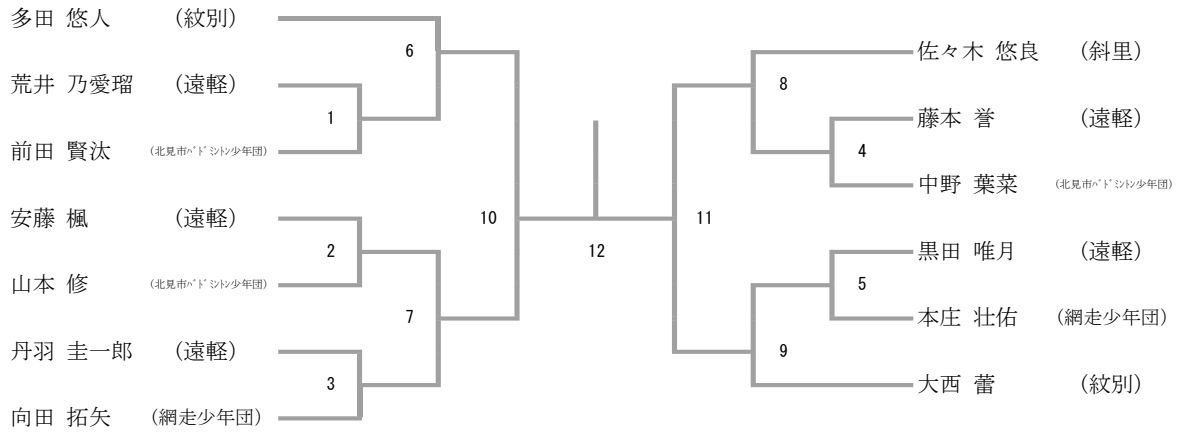 多田 悠人 (紋別)
荒井 乃愛瑠 (遠軽)
前田 賢汰 (北見市ﾊﾞﾄﾞﾐﾝﾄﾝ少年団)
安藤 楓 (遠軽)
山本 修 (北見市ﾊﾞﾄﾞﾐﾝﾄﾝ少年団)
丹羽 圭一郎 (遠軽)
向田 拓矢 (網走少年団)
6
1
2
7
3
10
12
11
8
4
5
9
佐々木 悠良 (斜里)
藤本 誉 (遠軽)
中野 葉菜 (北見市ﾊﾞﾄﾞﾐﾝﾄﾝ少年団)
黒田 唯月 (遠軽)
本庄 壮佑 (網走少年団)
大西 蕾 (紋別)